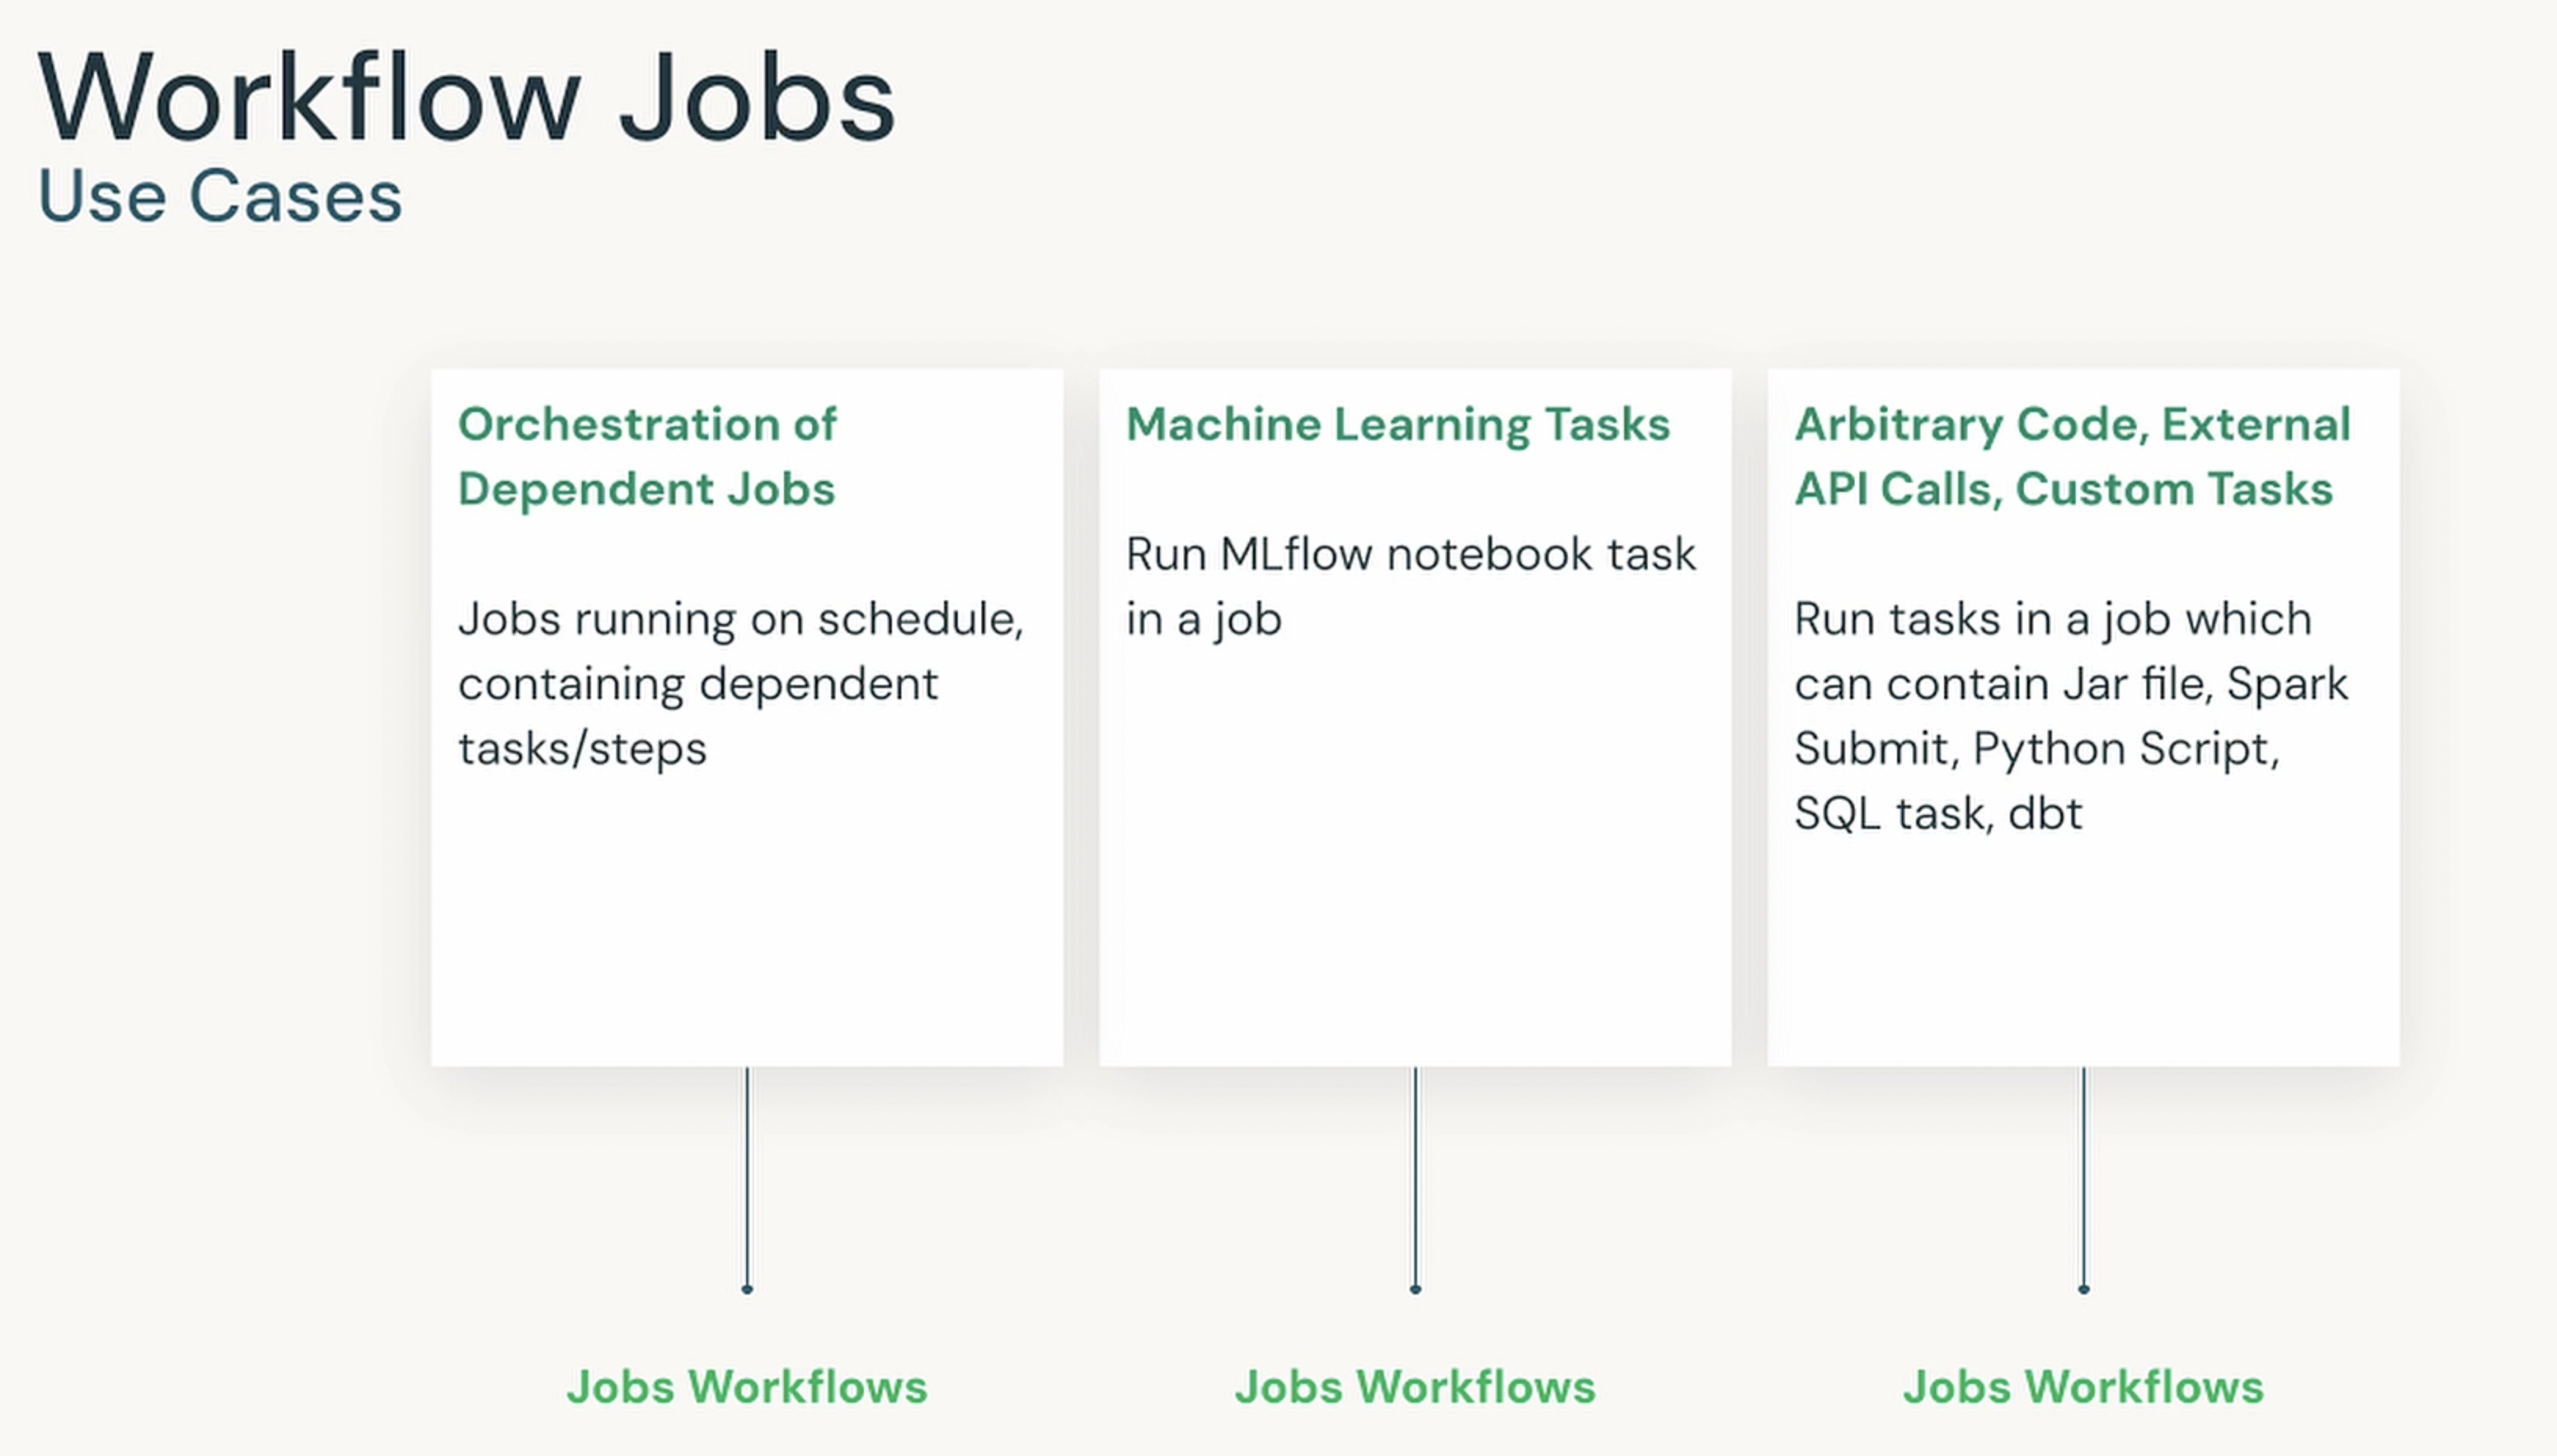 Workflow Jobs
Use Cases
Orchestration of
Dependent Jobs
Jobs running on schedule,
containing dependent
tasks/steps
Machine Learning Tasks
Run MLflow notebook task
in a job
Arbitrary Code, External
API Calls, Custom Tasks
Run tasks in a job which
can contain Jar file, Spark
Submit, Python Script,
SQL task, dbt
Jobs Workflows
Jobs Workflows
Jobs Workflows